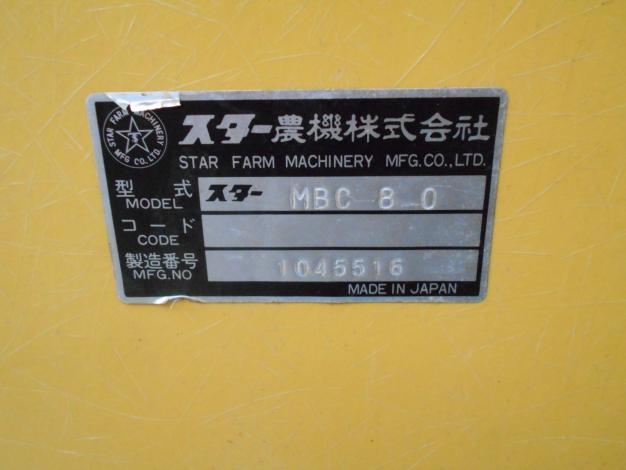 STAR FARM MACHINERY
MFG CO., LTD.
S
スター農機株式会社
STAR FARM MACHINERY MFG.CO.,LTD.
型式 スター MBC 80
MODEL
コード
CODE
製造番号 1045516
MFG.NO
MADE IN JAPAN